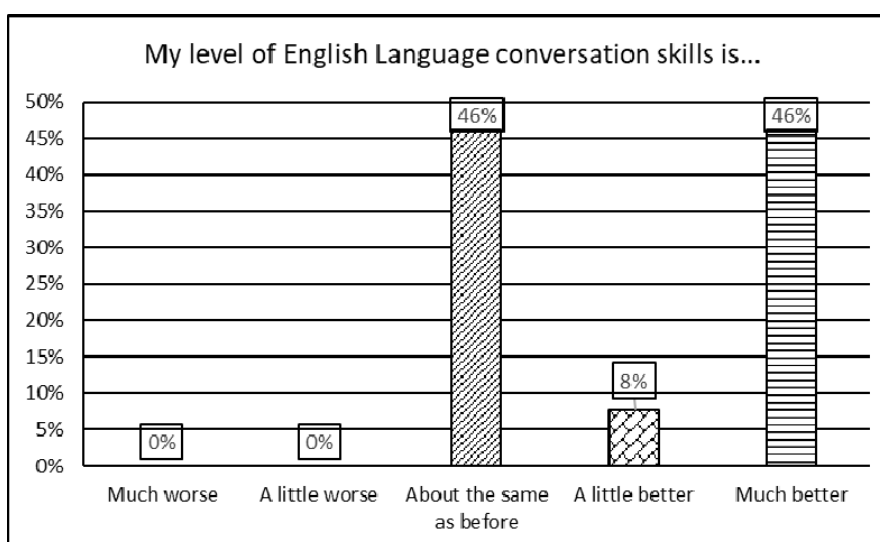 My level of English Language conversation skills is...
50%
45%
40%
35%
30%
25%
20%
15%
10%
5%
0%
0%
0%
46%
8%
46%
Much worse
A little worse
About the same
as before
A little better
Much better